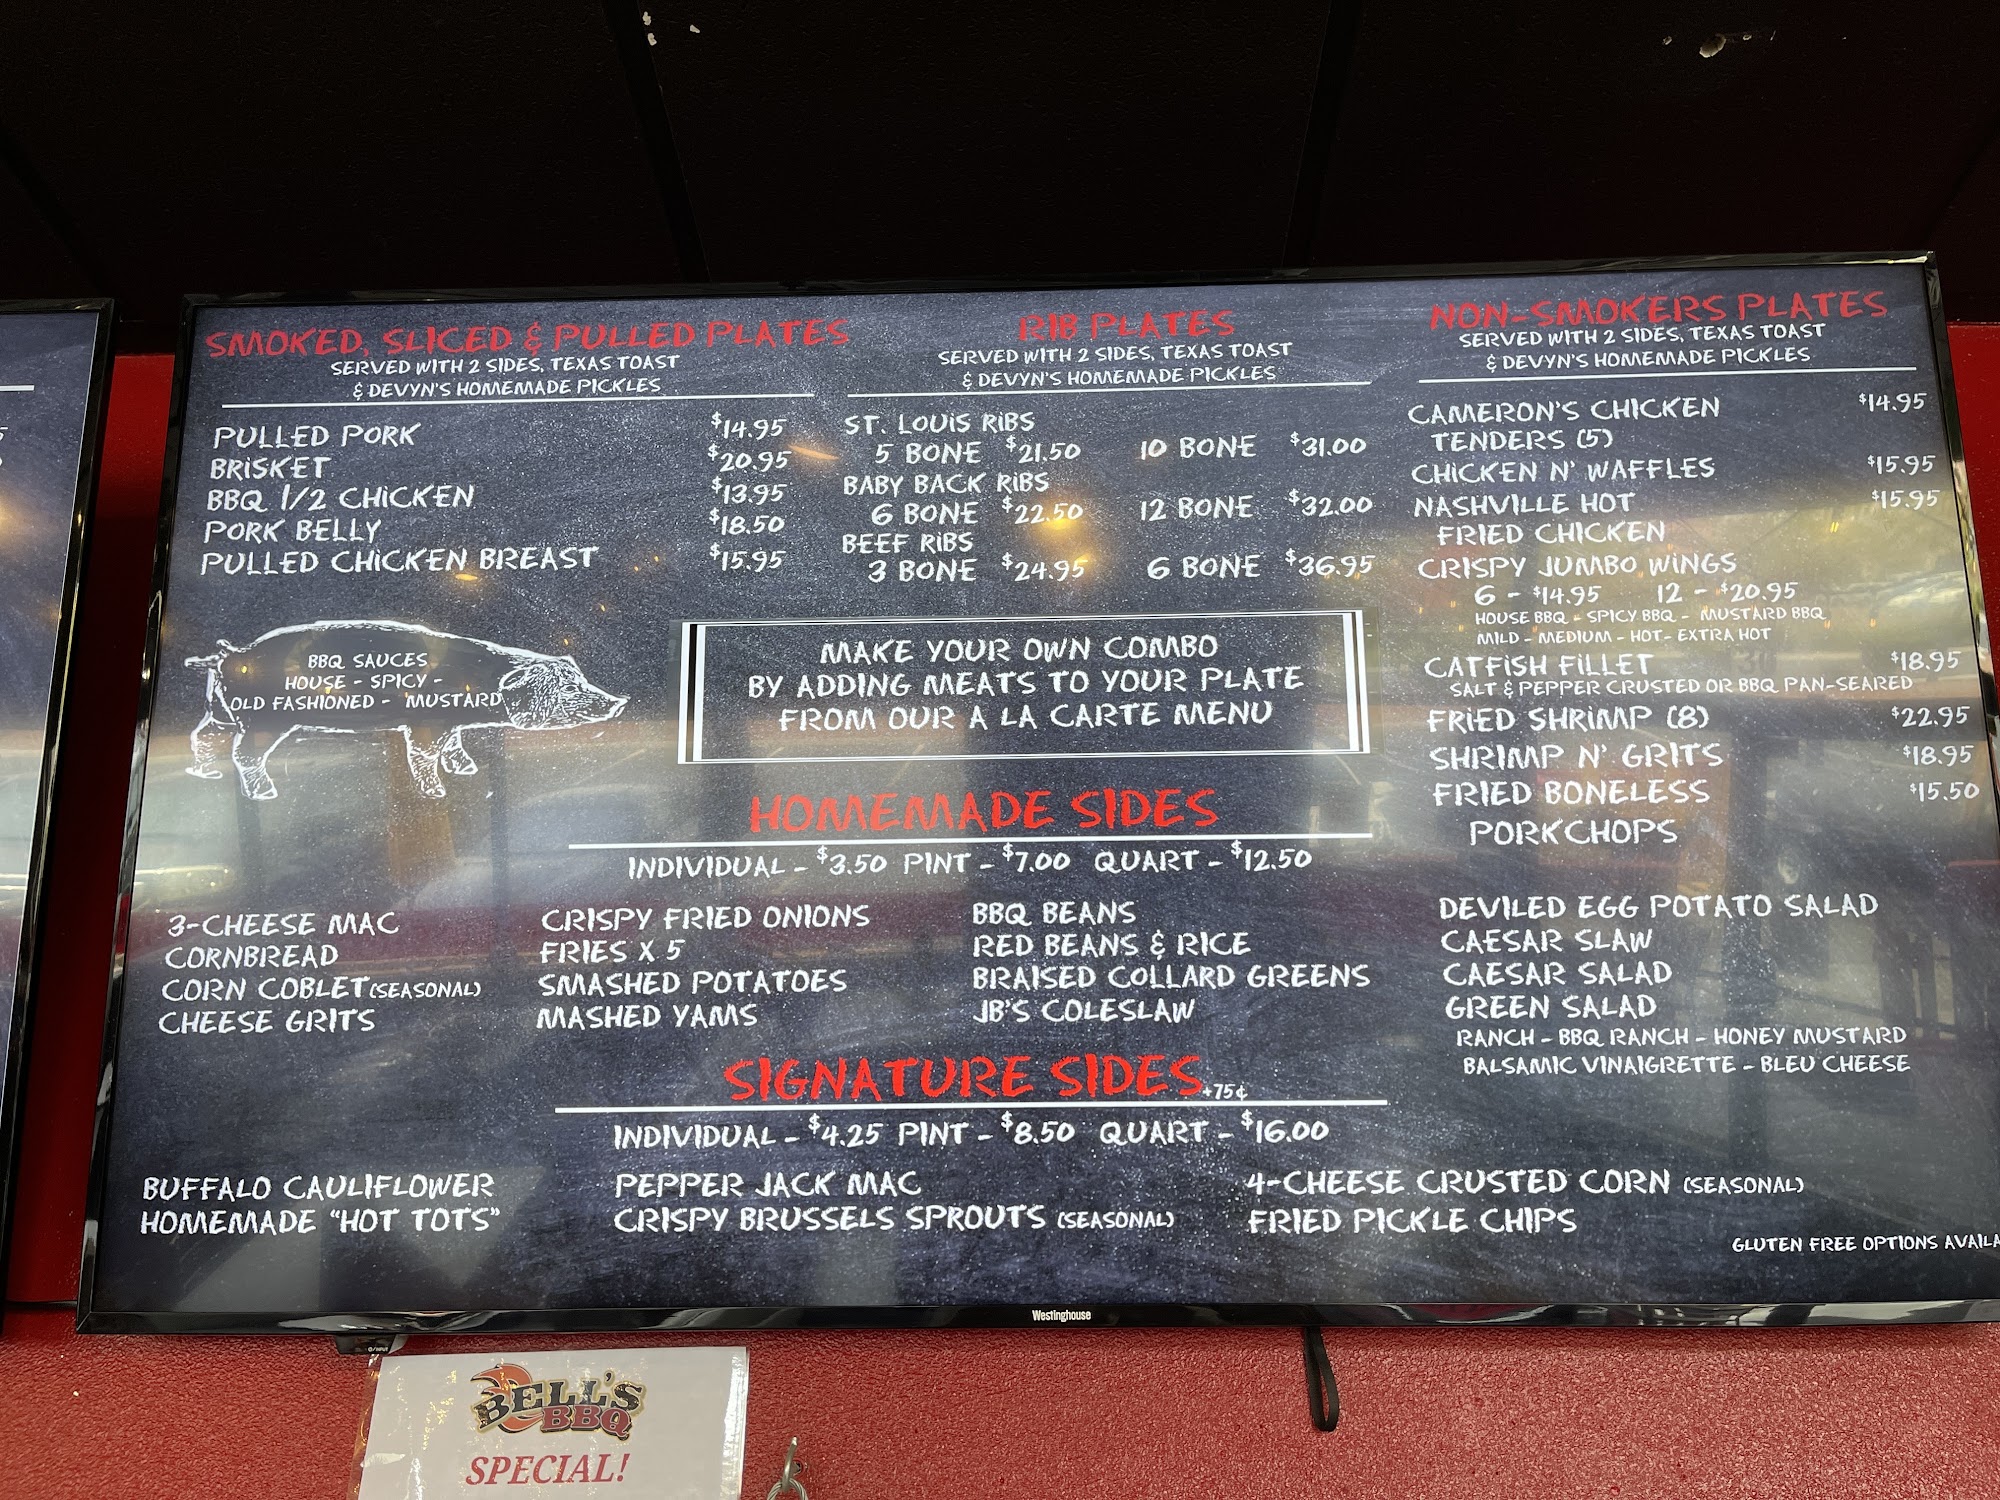 SMOKED, SLICED & PULLED PLATES
SERVED WITH 2 SIDES, TEXAS TOAST
& DEVYN'S HOMEMADE PICKLES
PULLED PORK $14.95
BRISKET $20.95
BBQ 1/2 CHICKEN $13.95
PORK BELLY $18.50
PULLED CHICKEN BREAST $15.95
BBQ SAUCES
HOUSE - SPICY -
OLD FASHIONED - MUSTARD
RIB PLATES
SERVED WITH 2 SIDES, TEXAS TOAST
& DEVYN'S HOMEMADE PICKLES
ST. LOUIS RIBS
5 BONE $21.50 10 BONE $31.00
BABY BACK RIBS
6 BONE $22.50 12 BONE $32.00
BEEF RIBS
3 BONE $24.95 6 BONE $36.95
MAKE YOUR OWN COMBO
BY ADDING MEATS TO YOUR PLATE
FROM OUR A LA CARTE MENU
NON-SMOKERS PLATES
SERVED WITH 2 SIDES, TEXAS TOAST
& DEVYN'S HOMEMADE PICKLES
CAMERON'S CHICKEN $14.95
TENDERS (5)
CHICKEN N' WAFFLES $15.95
NASHVILLE HOT $15.95
FRIED CHICKEN
CRISPY JUMBO WINGS
6 - $14.95 12 - $20.95
HOUSE BBQ - SPICY BBQ - MUSTARD BBQ
MILD - MEDIUM - HOT - EXTRA HOT
CATFISH FILLET $18.95
SALT & PEPPER CRUSTED OR BBQ PAN-SEARED
FRIED SHRIMP (8) $22.95
SHRIMP N' GRITS $18.95
FRIED BONELESS $15.50
PORKCHOPS
HOMEMADE SIDES
INDIVIDUAL - $3.50 PINT - $7.00 QUART - $12.50
3-CHEESE MAC
CORNBREAD
CORN COBLET (SEASONAL)
CHEESE GRITS
CRISPY FRIED ONIONS
FRIES X 5
SMASHED POTATOES
MASHED YAMS
BBQ BEANS
RED BEANS & RICE
BRAISED COLLARD GREENS
JB'S COLESLAW
DEVILED EGG POTATO SALAD
CAESAR SLAW
CAESAR SALAD
GREEN SALAD
RANCH - BBQ RANCH - HONEY MUSTARD
BALSAMIC VINAIGRETTE - BLEU CHEESE
SIGNATURE SIDES +75¢
INDIVIDUAL - $4.25 PINT - $8.50 QUART - $16.00
BUFFALO CAULIFLOWER
HOMEMADE "HOT TOTS"
PEPPER JACK MAC
CRISPY BRUSSELS SPROUTS (SEASONAL)
4-CHEESE CRUSTED CORN (SEASONAL)
FRIED PICKLE CHIPS
GLUTEN FREE OPTIONS AVAILA
Westinghouse
BELL'S
BBQ
SPECIAL!